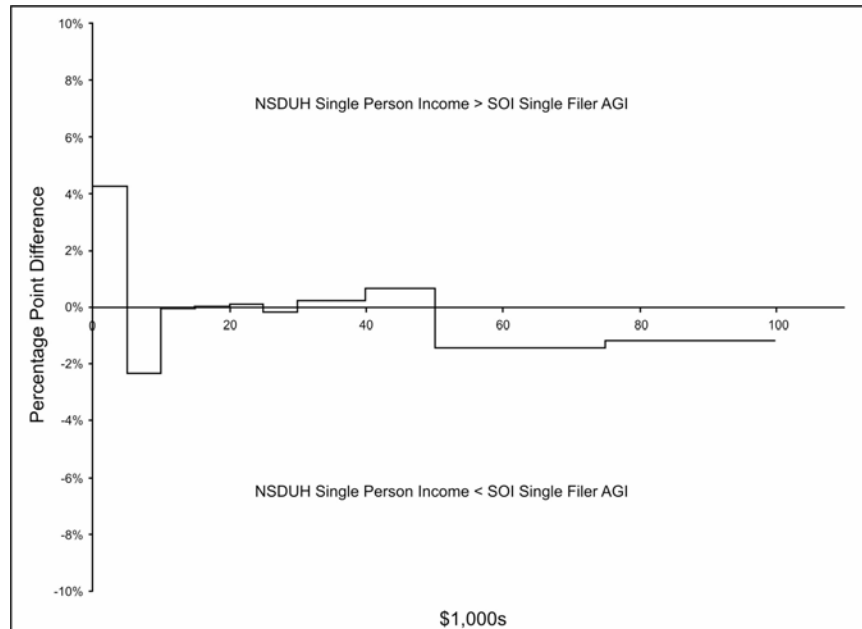 10%
8%
NSDUH Single Person Income > SOI Single Filer AGI
6%
4%
2%
0%
0 20 40 60 80 100
-2%
-4%
-6%
NSDUH Single Person Income < SOI Single Filer AGI
-8%
-10%
Percentage Point Difference
$1,000s